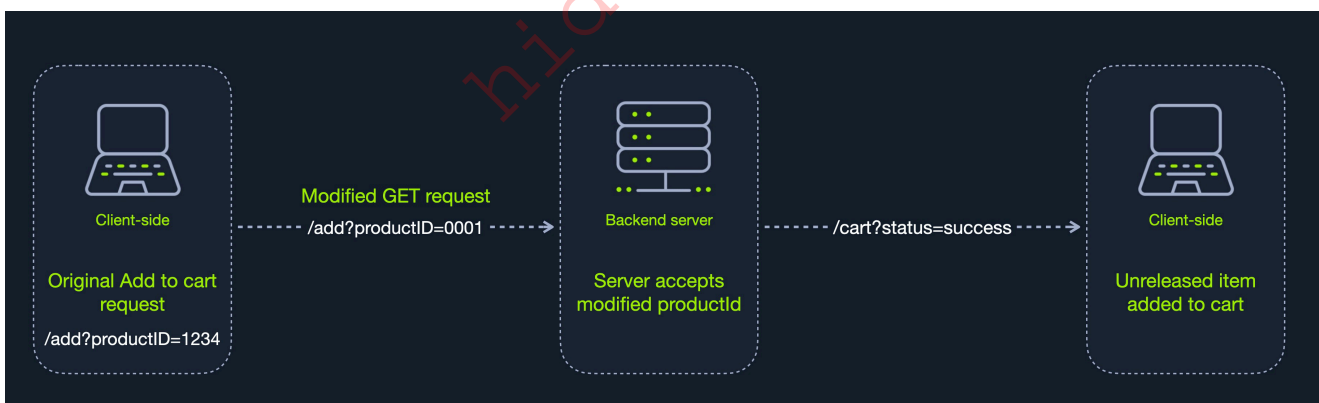 Client-side
Original Add to cart
request
/add?productID=1234
Modified GET request
/add?productID=0001
Backend server
Server accepts
modified productId
/cart?status=success
Client-side
Unreleased item
added to cart